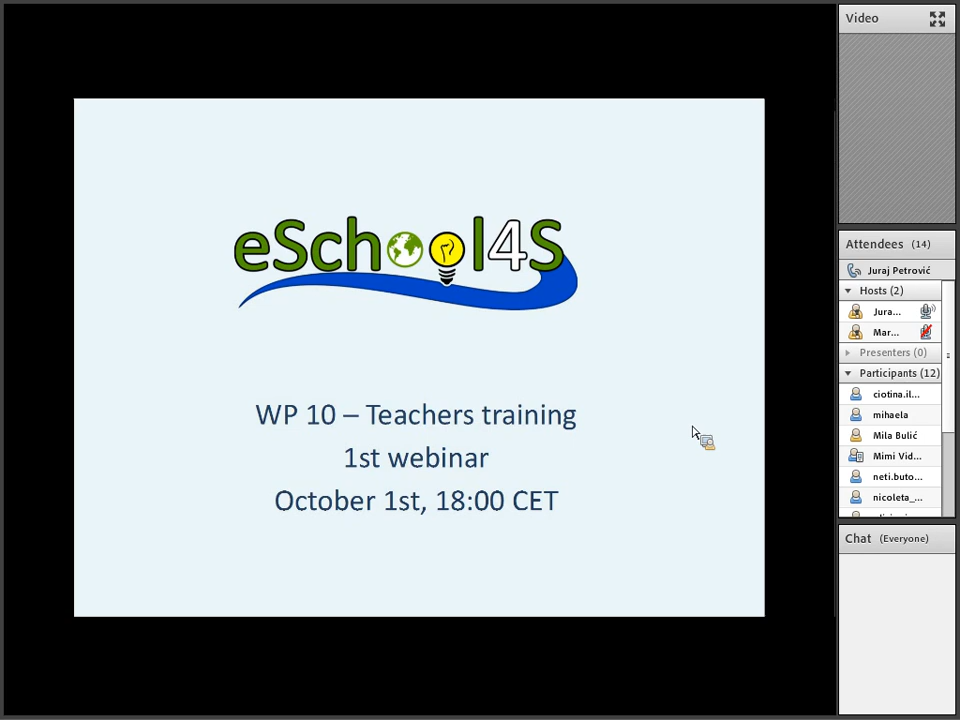 eSchool4S
WP 10 – Teachers training
1st webinar
October 1st, 18:00 CET
Video
Attendees (14)
Juraj Petrović
Hosts (2)
Jura...
Mar...
Presenters (0)
Participants (12)
ciotina.il...
mihaela
Mila Bulić
Mimi Vid...
neti.buto...
nicoleta_...
Chat (Everyone)